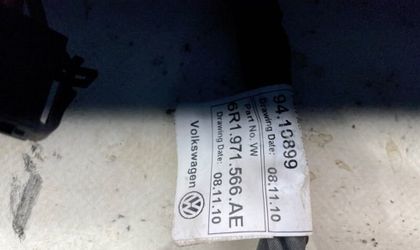 94.10899
Drawing Date: 08.11.10
Part No. VW
6R1.971.566.AE
Drawing Date: 08.11.10
Volkswagen